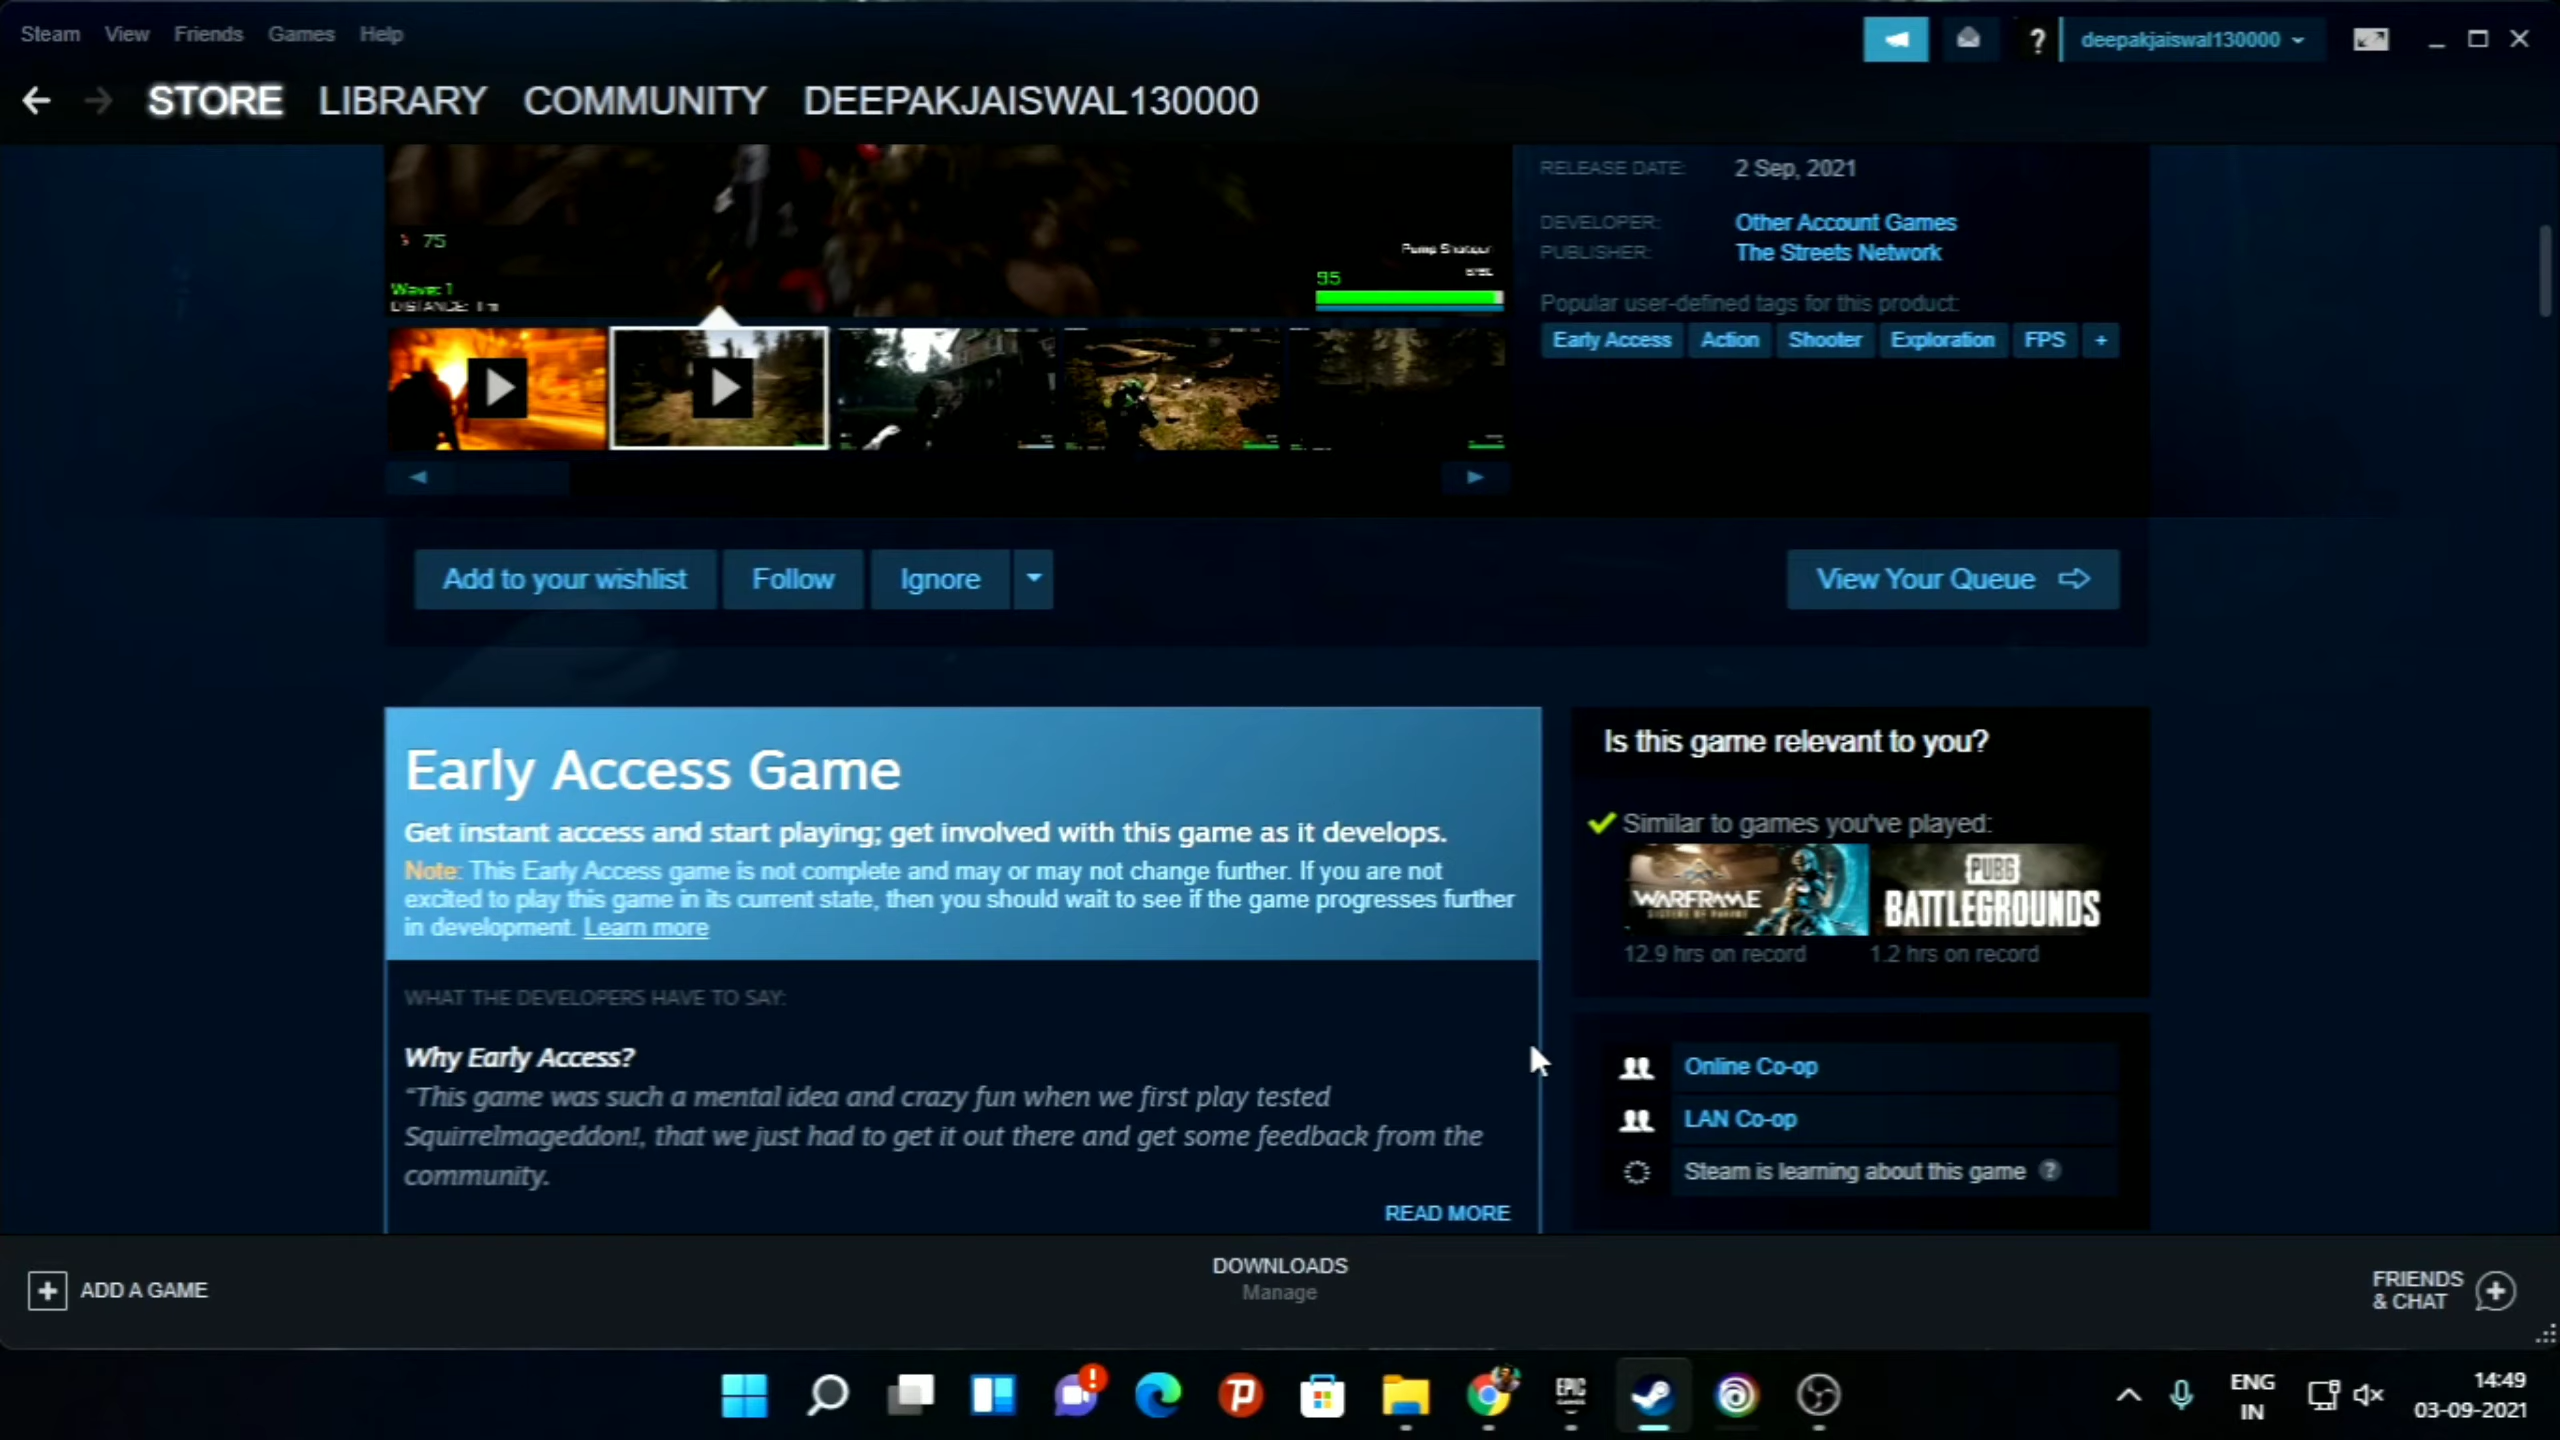 Steam View Friends Games Help
? deepakjaiswal130000
STORE LIBRARY COMMUNITY DEEPAKJAISWAL130000
75
Wave: 1
DISTANCE: 1 m
Pump Shotgun
95
RELEASE DATE: 2 Sep, 2021
DEVELOPER: Other Account Games
PUBLISHER: The Streets Network
Popular user-defined tags for this product:
Early Access Action Shooter Exploration FPS +
Add to your wishlist Follow Ignore
View Your Queue
Early Access Game
Get instant access and start playing; get involved with this game as it develops.
Note: This Early Access game is not complete and may or may not change further. If you are not
excited to play this game in its current state, then you should wait to see if the game progresses further
in development. Learn more
WHAT THE DEVELOPERS HAVE TO SAY:
Why Early Access?
“This game was such a mental idea and crazy fun when we first play tested
Squirrelmageddon!, that we just had to get it out there and get some feedback from the
community.
READ MORE
Is this game relevant to you?
Similar to games you've played:
WARFRAME
PUBG
BATTLEGROUNDS
12.9 hrs on record 1.2 hrs on record
Online Co-op
LAN Co-op
Steam is learning about this game ?
ADD A GAME
DOWNLOADS
Manage
FRIENDS
& CHAT
EPIC
GAMES
ENG
IN
14:49
03-09-2021